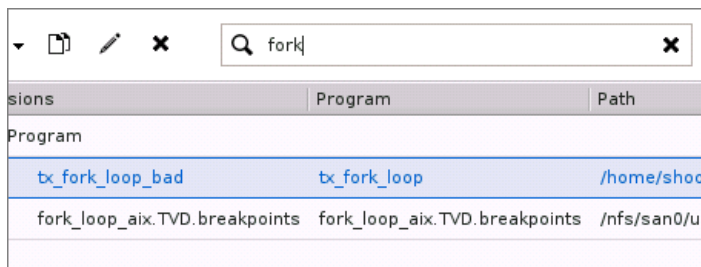 fork
sions Program Path
Program
tx_fork_loop_bad tx_fork_loop /home/shoo
fork_loop_aix.TVD.breakpoints fork_loop_aix.TVD.breakpoints /nfs/san0/u